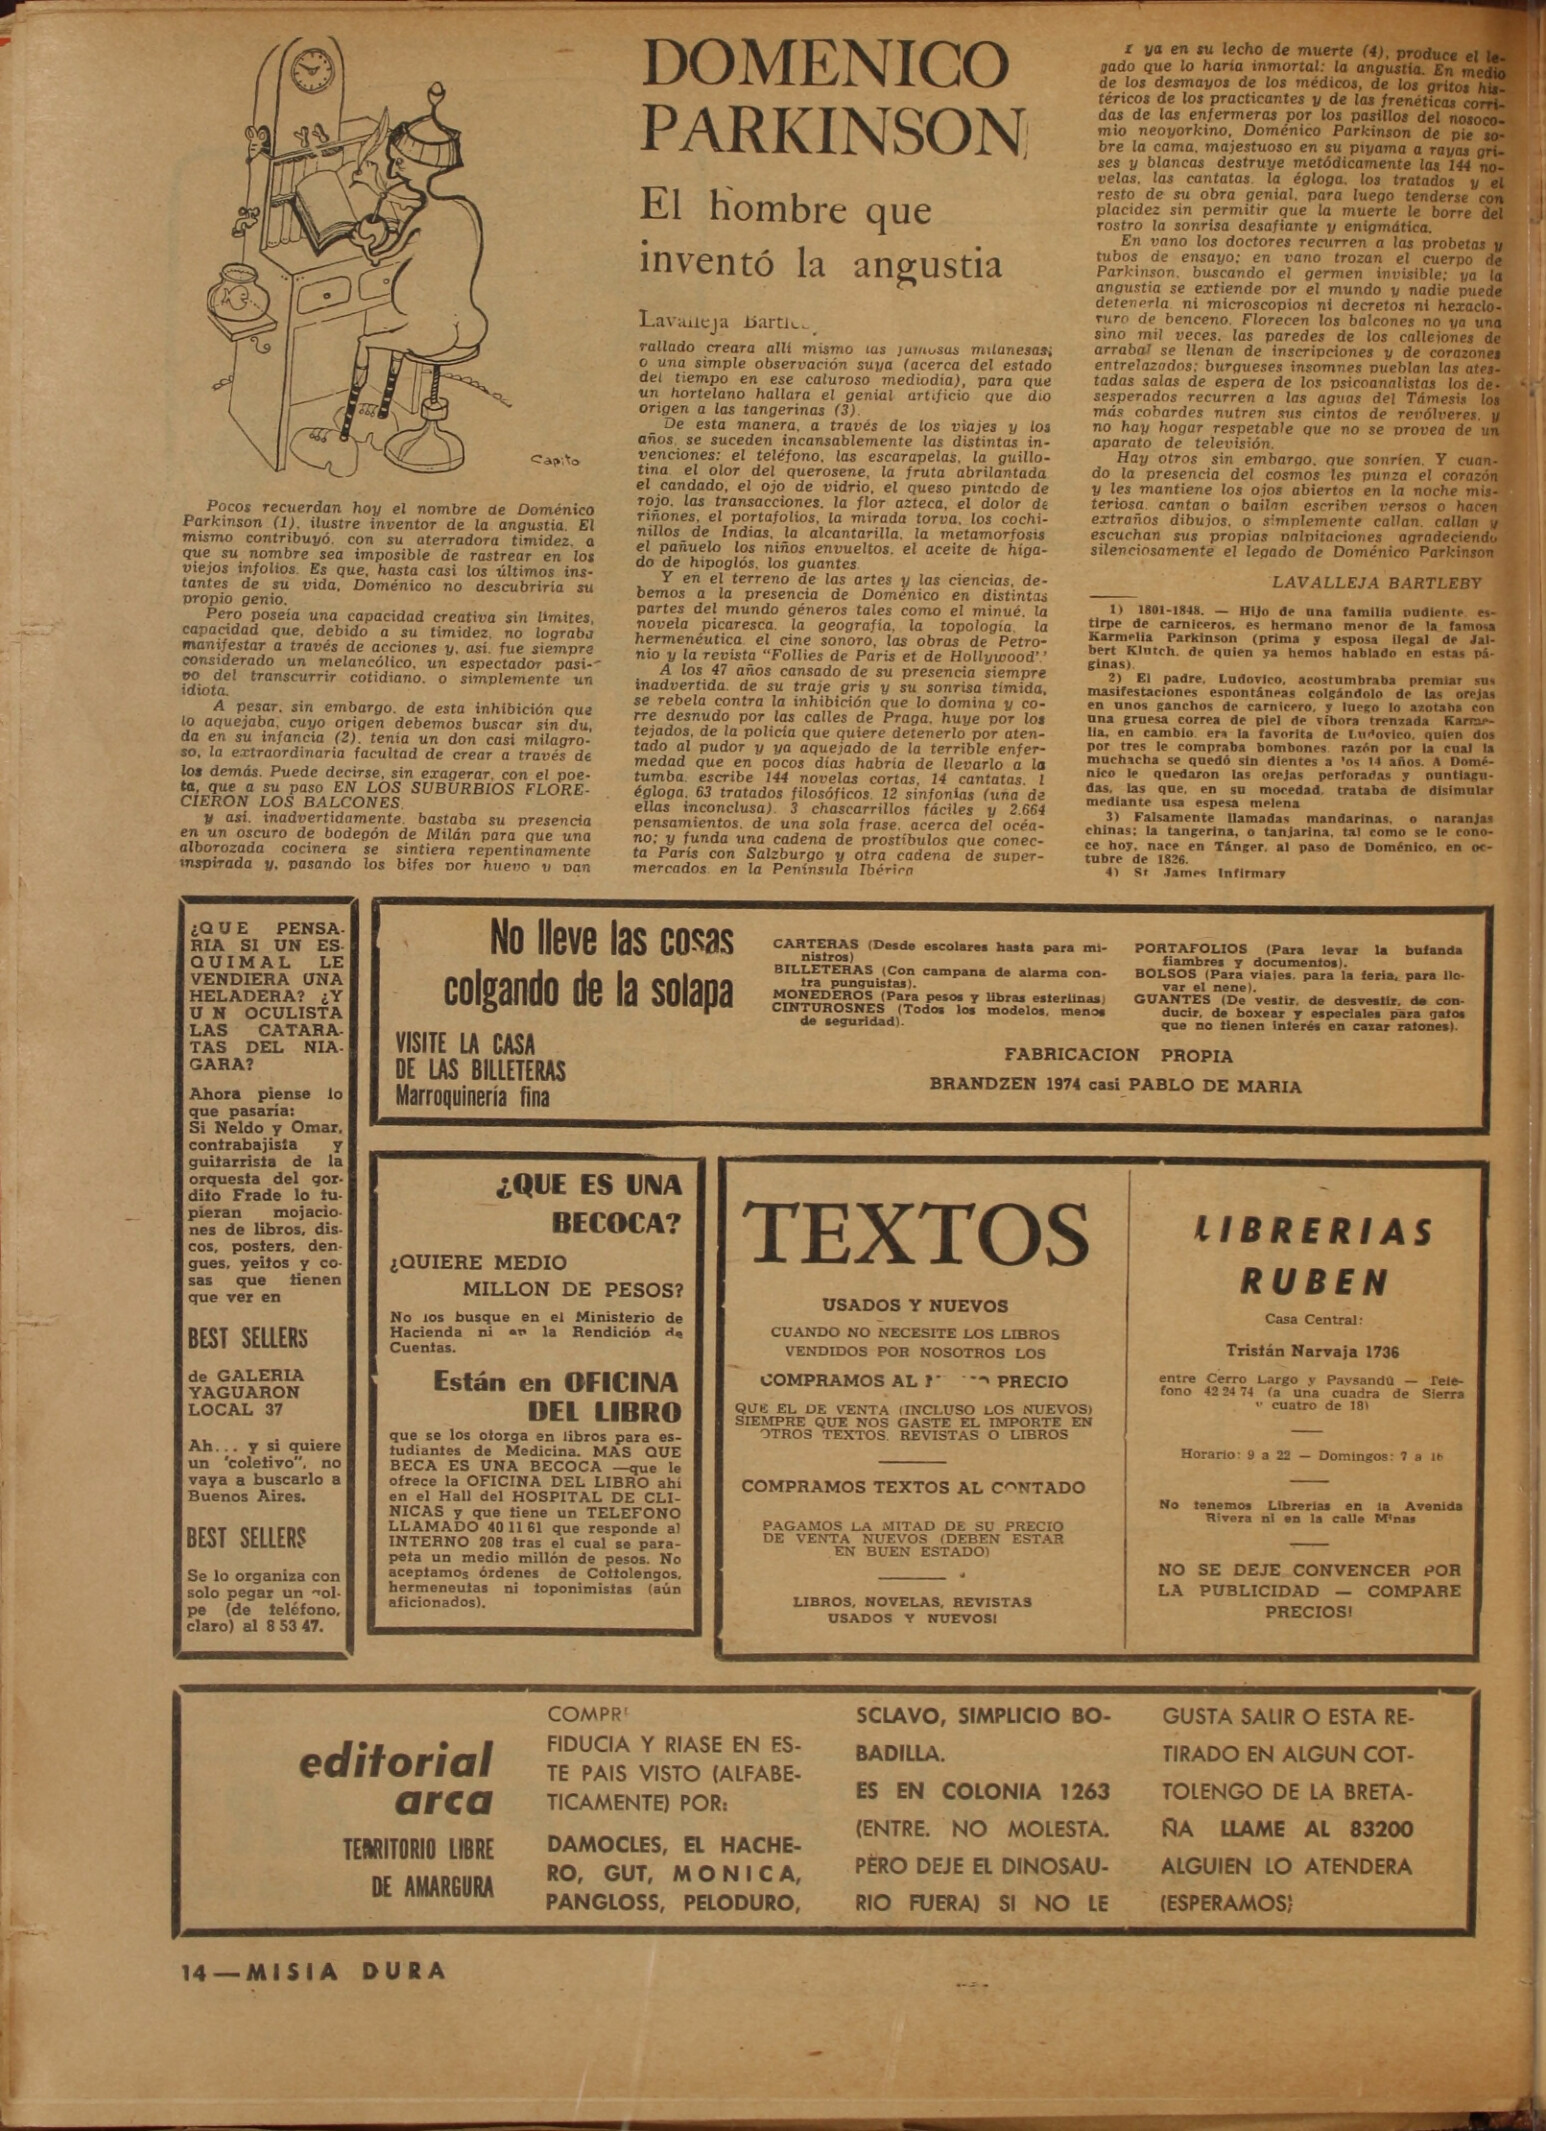 DOMENICO
PARKINSON
El hombre que
inventó la angustia
Lavalleja
Capito
Pocos recuerdan hoy el nombre de Doménico
Parkinson (1), ilustre inventor de la angustia. El
mismo contribuyó, con su aterradora timidez, a
que su nombre sea imposible de rastrear en los
viejos infolios. Es que, hasta casi los últimos ins-
tantes de su vida, Doménico no descubriría su
propio genio.
Pero poseía una capacidad creativa sin límites,
capacidad que, debido a su timidez, no lograba
manifestar a través de acciones y, así, fue siempre
considerado un melancólico, un espectador pasi-
vo del transcurrir cotidiano, o simplemente un
idiota.
A pesar, sin embargo, de esta inhibición que
lo aquejaba, cuyo origen debemos buscar sin du,
da en su infancia (2), tenía un don casi milagro-
so, la extraordinaria facultad de crear a través de
los demás. Puede decirse, sin exagerar, con el poe-
ta, que a su paso EN LOS SUBURBIOS FLORE-
CIERON LOS BALCONES.
y así, inadvertidamente, bastaba su presencia
en un oscuro de bodegón de Milán para que una
alborozada cocinera se sintiera repentinamente
inspirada y, pasando los bifes por huevo y pan
rallado creara allí mismo las famosas milanesas;
o una simple observación suya (acerca del estado
del tiempo en ese caluroso mediodía), para que
un hortelano hallara el genial artificio que dio
origen a las tangerinas (3).
De esta manera, a través de los viajes y los
años, se suceden incansablemente las distintas in-
venciones: el teléfono, las escarapelas, la guillo-
tina el olor del querosene, la fruta abrilantada
el candado, el ojo de vidrio, el queso pintado de
rojo, las transacciones, la flor azteca, el dolor de
riñones, el portafolios, la mirada torva, los cochi-
nillos de Indias, la alcantarilla, la metamorfosis
el pañuelo los niños envueltos, el aceite de híga-
do de hipoglós, los guantes.
Y en el terreno de las artes y las ciencias, de-
bemos a la presencia de Doménico en distintas
partes del mundo géneros tales como el minué, la
novela picaresca, la geografía, la topología, la
hermenéutica, el cine sonoro, las obras de Petro-
nio y la revista "Follies de Paris et de Hollywood"
A los 47 años cansado de su presencia siempre
inadvertida, de su traje gris y su sonrisa tímida,
se rebela contra la inhibición que lo domina y co-
rre desnudo por las calles de Praga, huye por los
tejados, de la policía que quiere detenerlo por aten-
tado al pudor y ya aquejado de la terrible enfer-
medad que en pocos días habría de llevarlo a la
tumba, escribe 144 novelas cortas, 14 cantatas, 1
égloga, 63 tratados filosóficos, 12 sinfonías (una de
ellas inconclusa), 3 chascarrillos fáciles y 2.664
pensamientos, de una sola frase, acerca del océa-
no; y funda una cadena de prostíbulos que conec-
ta París con Salzburgo y otra cadena de super-
mercados en la Península Ibérica
Y ya en su lecho de muerte (4), produce el le-
gado que lo haría inmortal: la angustia. En medio
de los desmayos de los médicos, de los gritos his-
téricos de los practicantes y de las frenéticas corri-
das de las enfermeras por los pasillos del nosoco-
mio neoyorkino, Doménico Parkinson de pie so-
bre la cama, majestuoso en su piyama a rayas gri-
ses y blancas destruye metódicamente las 144 no-
velas, las cantatas, la égloga, los tratados y el
resto de su obra genial, para luego tenderse con
placidez sin permitir que la muerte le borre del
rostro la sonrisa desafiante y enigmática.
En vano los doctores recurren a las probetas y
tubos de ensayo; en vano trozan el cuerpo de
Parkinson, buscando el germen invisible; ya la
angustia se extiende por el mundo y nadie puede
detenerla, ni microscopios ni decretos ni hexaclo-
ruro de benceno. Florecen los balcones no ya una
sino mil veces, las paredes de los callejones de
arrabal se llenan de inscripciones y de corazones
entrelazados; burgueses insomnes pueblan las ates-
tadas salas de espera de los psicoanalistas los de-
sesperados recurren a las aguas del Támesis los
más cobardes nutren sus cintos de revólveres, y
no hay hogar respetable que no se provea de un
aparato de televisión.
Hay otros sin embargo, que sonríen. Y cuan-
do la presencia del cosmos les punza el corazón
y les mantiene los ojos abiertos en la noche mis-
teriosa, cantan o bailan escriben versos o hacen
extraños dibujos, o simplemente callan, callan y
escuchan sus propias palpitaciones agradeciendo
silenciosamente el legado de Doménico Parkinson
LAVALLEJA BARTLEBY
1) 1801-1848. — Hijo de una familia pudiente, es-
tirpe de carniceros, es hermano menor de la famosa
Karmelia Parkinson (prima y esposa ilegal de Jal-
bert Klutch, de quien ya hemos hablado en estas pá-
ginas).
2) El padre, Ludovico, acostumbraba premiar sus
masifestaciones espontáneas colgándolo de las orejas
en unos ganchos de carnicero, y luego lo azotaba con
una gruesa correa de piel de víbora trenzada Karme-
lia, en cambio, era la favorita de Ludovico, quien dos
por tres le compraba bombones, razón por la cual la
muchacha se quedó sin dientes a los 14 años. A Domé-
nico le quedaron las orejas perforadas y puntiagu-
das, las que, en su mocedad, trataba de disimular
mediante usa espesa melena
3) Falsamente llamadas mandarinas, o naranjas
chinas; la tangerina, o tanjarina, tal como se le cono-
ce hoy, nace en Tánger, al paso de Doménico, en oc-
tubre de 1826.
4) St James Infirmary
¿QUE PENSA-
RIA SI UN ES-
QUIMAL LE
VENDIERA UNA
HELADERA? ¿Y
UN OCULISTA
LAS CATARA-
TAS DEL NIA-
GARA?
Ahora piense lo
que pasaría:
Si Neldo y Omar,
contrabajista y
guitarrista de la
orquesta del gor-
dito Frade lo tu-
pieran mojacio-
nes de libros, dis-
cos, posters, den-
gues, yeitos y co-
sas que tienen
que ver en
BEST SELLERS
de GALERIA
YAGUARON
LOCAL 37
Ah... y si quiere
un "coletivo", no
vaya a buscarlo a
Buenos Aires.
BEST SELLERS
Se lo organiza con
solo pegar un gol-
pe (de teléfono,
claro) al 8 53 47.
No lleve las cosas
colgando de la solapa
VISITE LA CASA
DE LAS BILLETERAS
Marroquinería fina
CARTERAS (Desde escolares hasta para mi-
nistros)
BILLETERAS (Con campana de alarma con-
tra punguistas).
MONEDEROS (Para pesos y libras esterlinas)
CINTUROSNES (Todos los modelos, menos
de seguridad).
PORTAFOLIOS (Para levar la bufanda
fiambres y documentos).
BOLSOS (Para viajes, para la feria, para llo-
var el nene).
GUANTES (De vestir, de desvestir, de con-
ducir, de boxear y especiales para gatos
que no tienen interés en cazar ratones).
FABRICACION PROPIA
BRANDZEN 1974 casi PABLO DE MARIA
¿QUE ES UNA
BECOCA?
¿QUIERE MEDIO
MILLON DE PESOS?
No los busque en el Ministerio de
Hacienda ni en la Rendición de
Cuentas.
Están en OFICINA
DEL LIBRO
que se los otorga en libros para es-
tudiantes de Medicina. MAS QUE
BECA ES UNA BECOCA —que le
ofrece la OFICINA DEL LIBRO ahí
en el Hall del HOSPITAL DE CLI-
NICAS y que tiene un TELEFONO
LLAMADO 40 11 61 que responde al
INTERNO 208 tras el cual se para-
peta un medio millón de pesos. No
aceptamos órdenes de Cottolengos,
hermeneutas ni toponimistas (aún
aficionados).
TEXTOS
USADOS Y NUEVOS
CUANDO NO NECESITE LOS LIBROS
VENDIDOS POR NOSOTROS LOS
COMPRAMOS AL PRECIO
QUE EL DE VENTA (INCLUSO LOS NUEVOS)
SIEMPRE QUE NOS GASTE EL IMPORTE EN
OTROS TEXTOS, REVISTAS O LIBROS
COMPRAMOS TEXTOS AL CONTADO
PAGAMOS LA MITAD DE SU PRECIO
DE VENTA NUEVOS (DEBEN ESTAR
EN BUEN ESTADO)
LIBROS, NOVELAS, REVISTAS
USADOS Y NUEVOS!
LIBRERIAS
RUBEN
Casa Central:
Tristán Narvaja 1736
entre Cerro Largo y Paysandú — Telé-
fono 42 24 74 (a una cuadra de Sierra
y cuatro de 18)
Horario: 9 a 22 — Domingos: 7 a 16
No tenemos Librerías en la Avenida
Rivera ni en la calle Minas
NO SE DEJE CONVENCER POR
LA PUBLICIDAD — COMPARE
PRECIOS!
editorial
arca
TERRITORIO LIBRE
DE AMARGURA
FIDUCIA Y RIASE EN ES-
TE PAIS VISTO (ALFABE-
TICAMENTE) POR:
DAMOCLES, EL HACHE-
RO, GUT, MONICA,
PANGLOSS, PELODURO,
SCLAVO, SIMPLICIO BO-
BADILLA.
ES EN COLONIA 1263
(ENTRE. NO MOLESTA.
PERO DEJE EL DINOSAU-
RIO FUERA) SI NO LE
GUSTA SALIR O ESTA RE-
TIRADO EN ALGUN COT-
TOLENGO DE LA BRETA-
ÑA LLAME AL 83200
ALGUIEN LO ATENDERA
(ESPERAMOS)
14—MISIA DURA